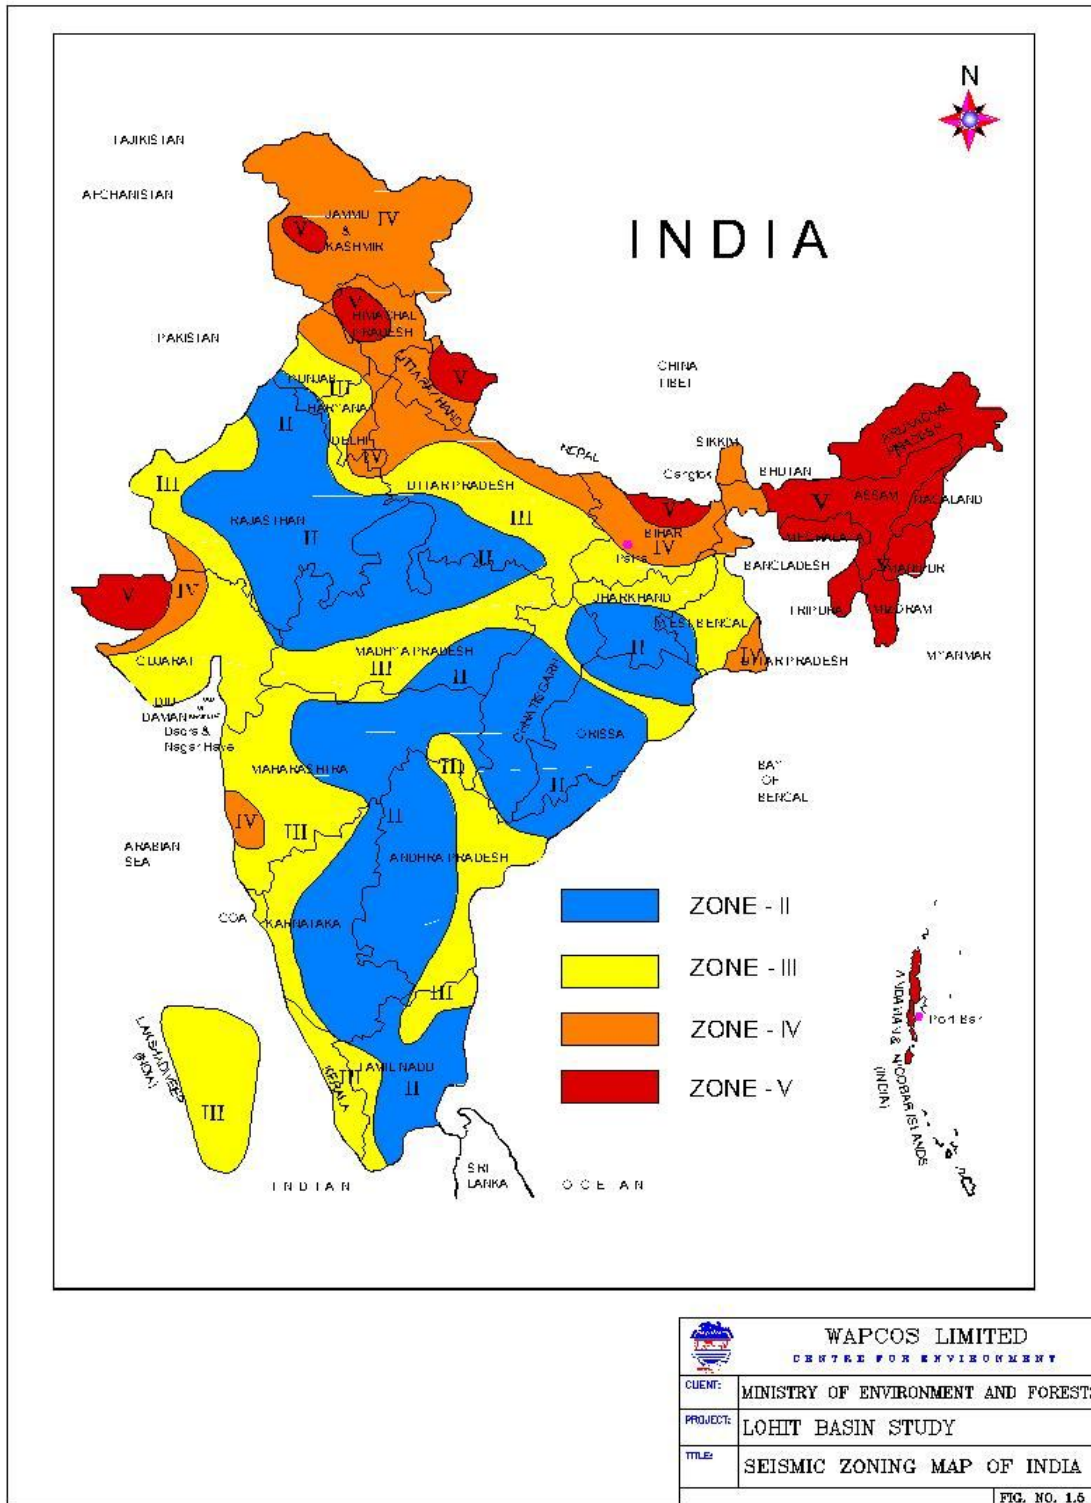 N
TAJIKISTAN
AFGHANISTAN
INDIA
JAMMU
&
KASHMIR
IV
V
V
HIMACHAL
PRADESH
PAKISTAN
CHINA
TIBET
UTTARAKHAND
V
PUNJAB
III
HARYANA
II
DELHI
IV
NEPAL
SIKKIM
Gangtok
BHUTAN
ARUNACHAL
PRADESH
ASSAM
NAGALAND
V
III
UTTAR PRADESH
III
RAJASTHAN
II
II
V
BIHAR
IV
MEGHALAYA
MANIPUR
V
BANGLADESH
V
IV
JHARKHAND
WEST BENGAL
TRIPURA
MIZORAM
II
IV
UTTAR PRADESH
MYANMAR
GUJARAT
MADHYA PRADESH
III
II
CHHATISGARH
DIU
DAMAN
Dadra &
Nagar Have
ORISSA
MAHARASHTRA
III
II
BAY
OF
BENGAL
IV
III
II
ARABIAN
SEA
ANDHRA PRADESH
GOA
KARNATAKA
ZONE - II
ZONE - III
ZONE - IV
ZONE - V
III
LAKSHADWEEP
(INDIA)
III
KERALA
III
TAMIL NADU
II
ANDAMAN & NICOBAR ISLANDS
(INDIA)
Port Blair
SRI
LANKA
INDIAN
OCEAN
WAPCOS LIMITED
CENTRE FOR ENVIRONMENT
CLIENT:
MINISTRY OF ENVIRONMENT AND FORESTS
PROJECT:
LOHIT BASIN STUDY
TITLE:
SEISMIC ZONING MAP OF INDIA
FIG. NO. 1.5